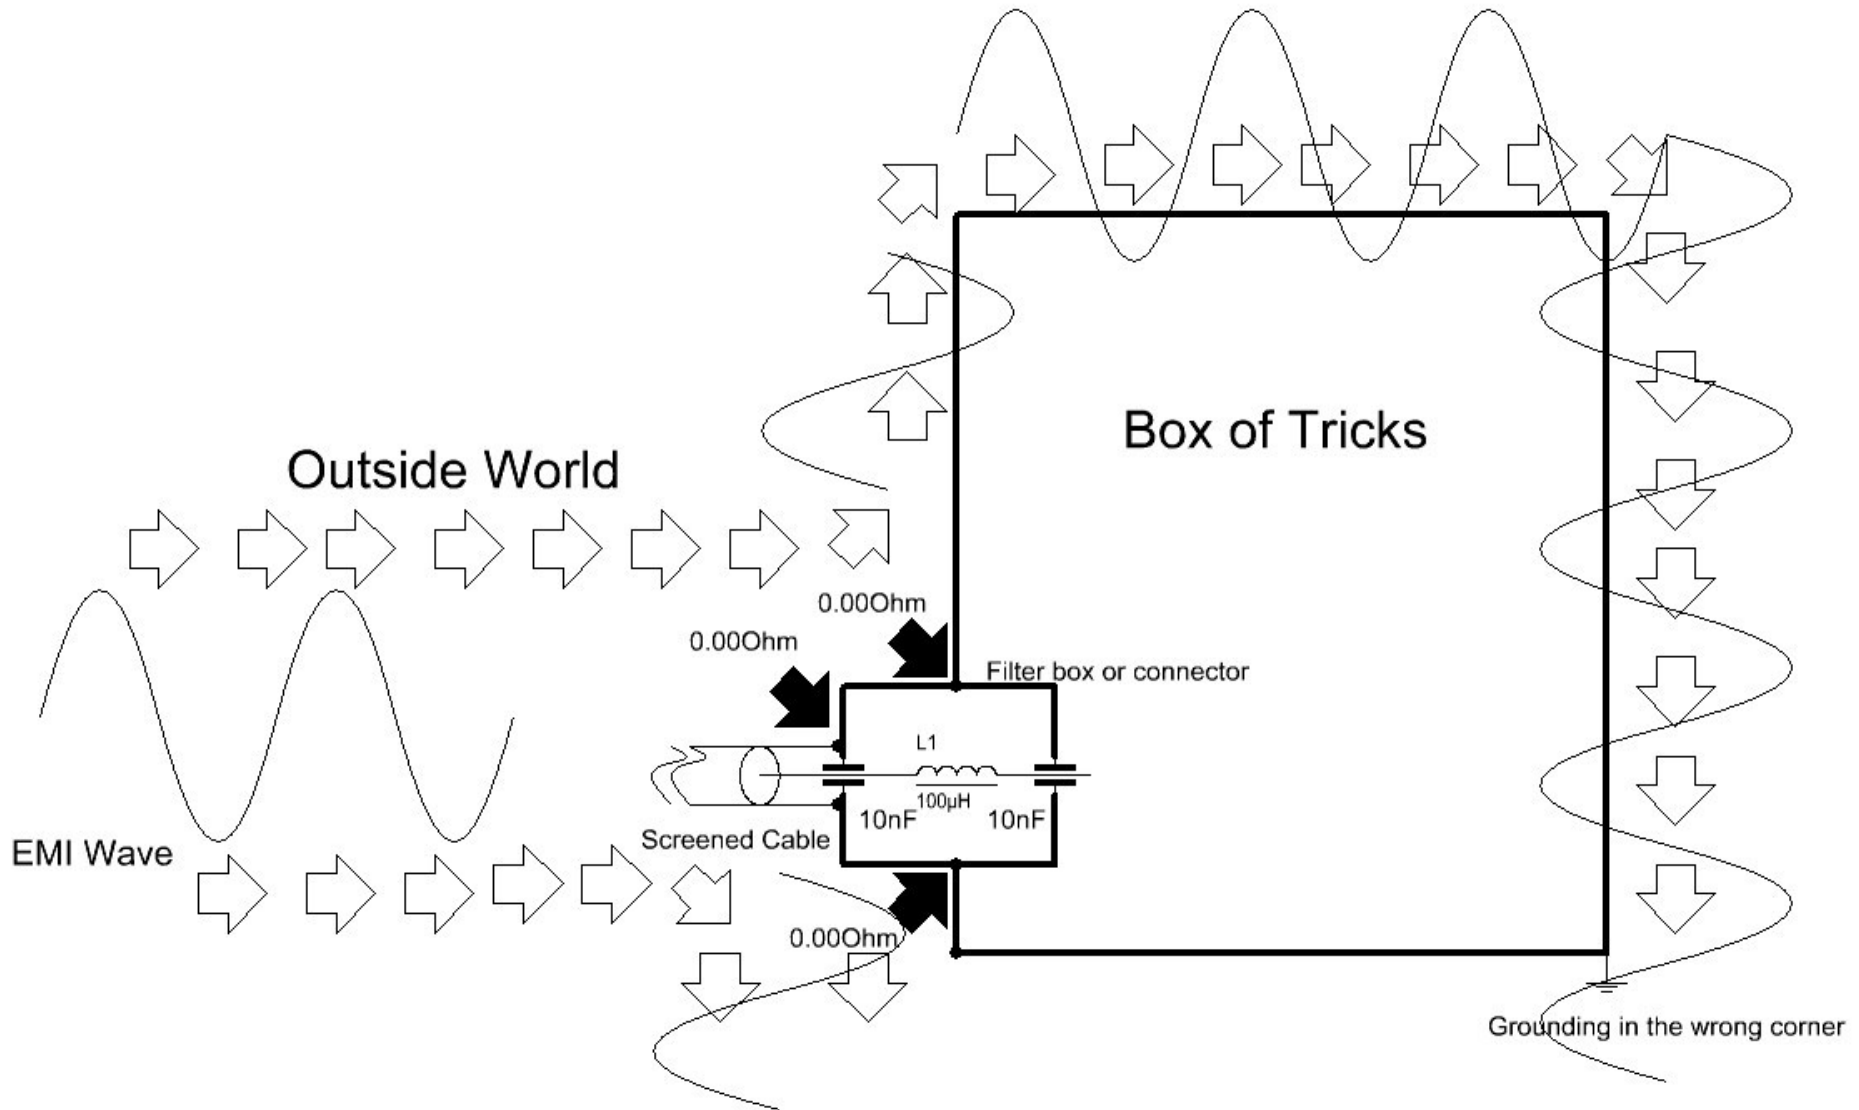 Box of Tricks
Outside World
0.00Ohm
0.00Ohm
Filter box or connector
L1
100µH
10nF
10nF
Screened Cable
EMI Wave
0.00Ohm
Grounding in the wrong corner